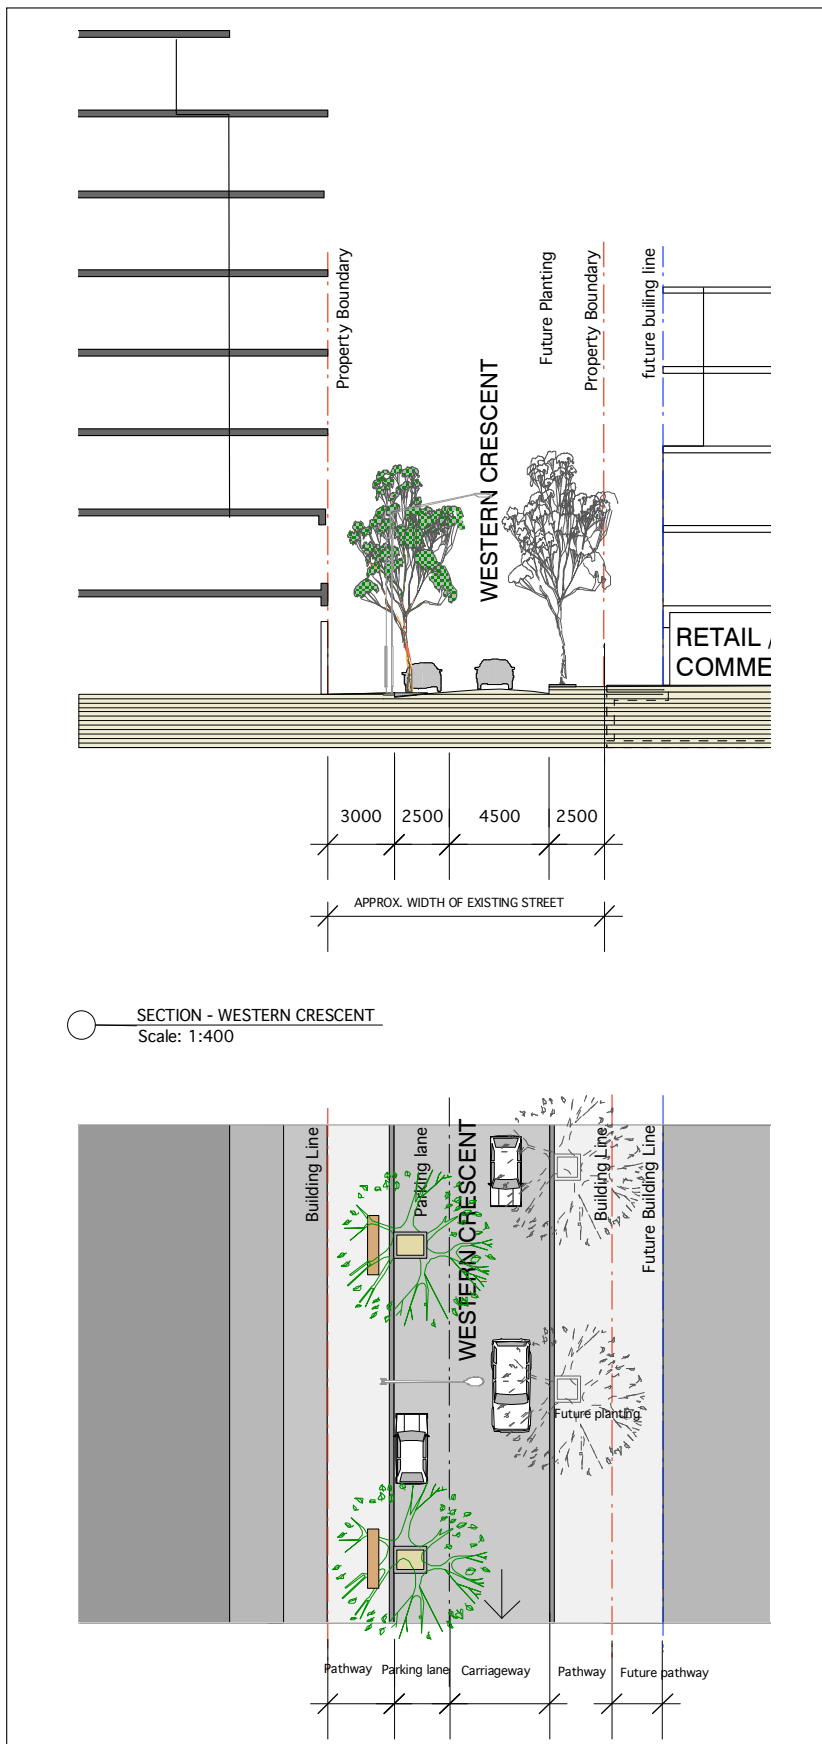 Property Boundary
WESTERN CRESCENT
Future Planting
Property Boundary
future builing line
RETAIL /
COMME
3000
2500
4500
2500
APPROX. WIDTH OF EXISTING STREET
SECTION - WESTERN CRESCENT
Scale: 1:400
Building Line
Parking lane
WESTERN CRESCENT
Building Line
Future Building Line
Future planting
Pathway
Parking lane
Carriageway
Pathway
Future pathway